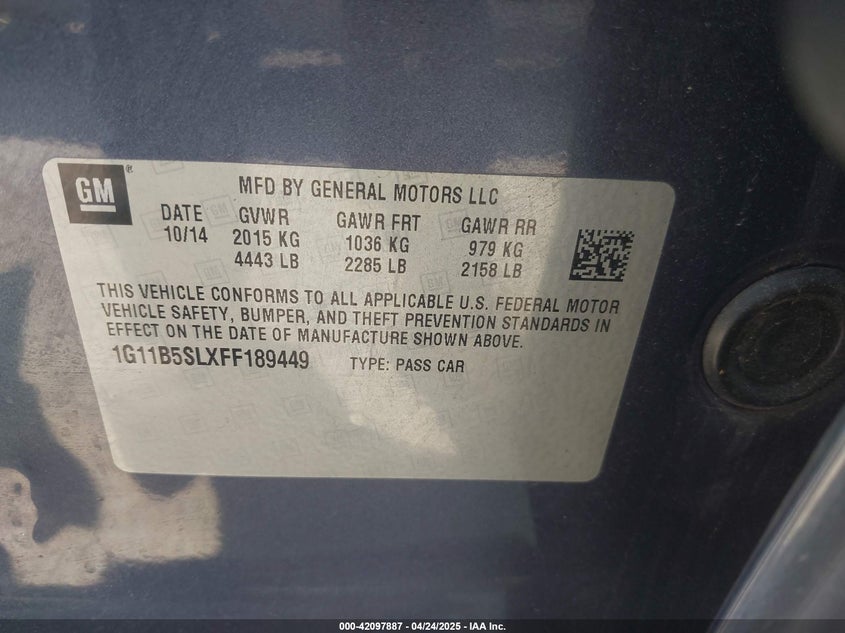 GM ®
MFD BY GENERAL MOTORS LLC
DATE GVWR GAWR FRT GAWR RR
10/14 2015 KG 1036 KG 979 KG
4443 LB 2285 LB 2158 LB
THIS VEHICLE CONFORMS TO ALL APPLICABLE U.S. FEDERAL MOTOR
VEHICLE SAFETY, BUMPER, AND THEFT PREVENTION STANDARDS IN
EFFECT ON THE DATE OF MANUFACTURE SHOWN ABOVE.
1G11B5SLXFF189449 TYPE: PASS CAR
000-42097887 - 04/24/2025 - IAA Inc.